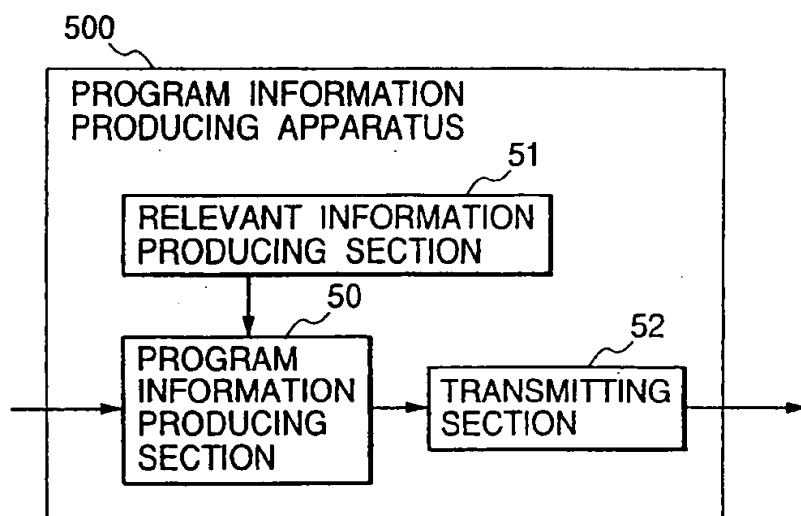 500
PROGRAM INFORMATION
PRODUCING APPARATUS
51
RELEVANT INFORMATION
PRODUCING SECTION
50
PROGRAM
INFORMATION
PRODUCING
SECTION
52
TRANSMITTING
SECTION